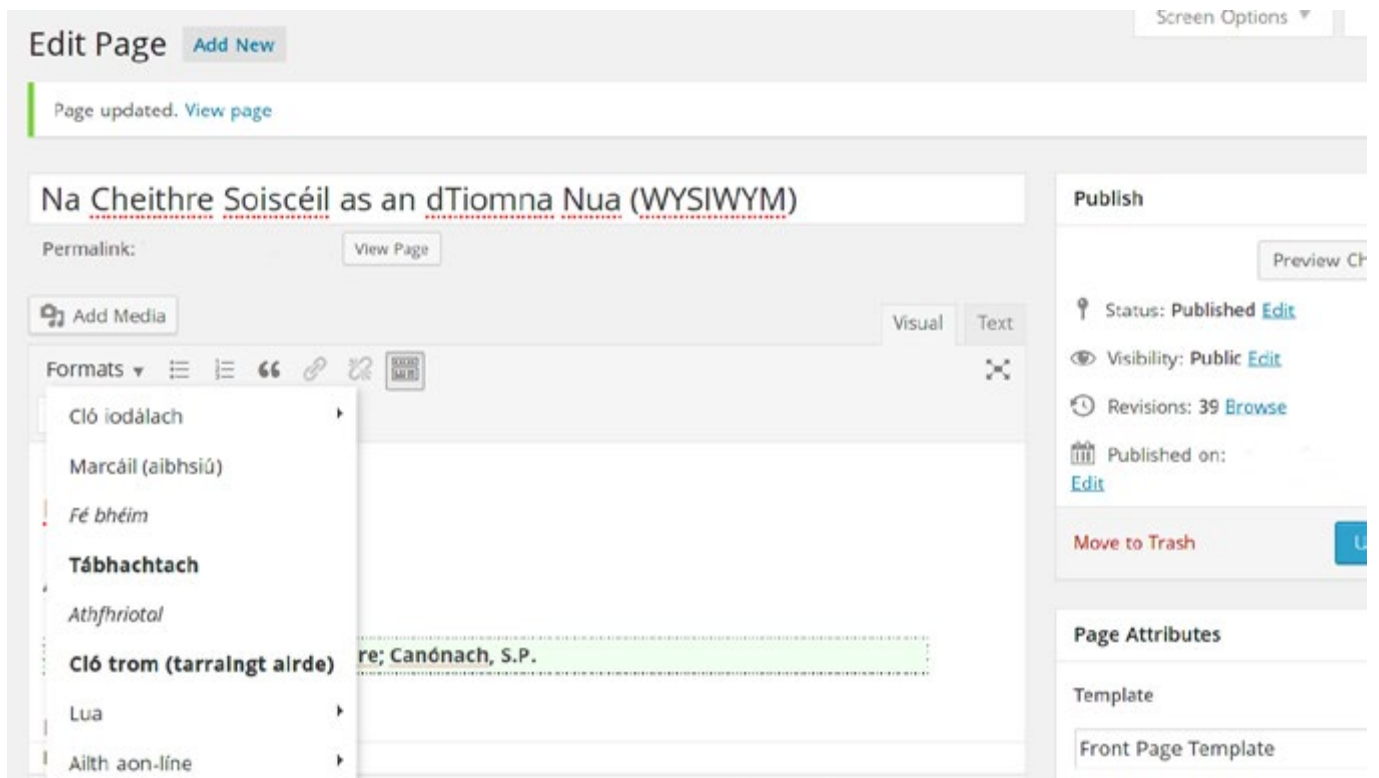 Screen Options
Edit Page Add New
Page updated. View page
Na Cheithre Soiscéil as an dTiomna Nua (WYSIWYM)
Permalink: View Page
Add Media
Visual Text
Formats
Cló iodálach
Marcáil (aibhsiú)
Fé bhéim
Tábhachtach
Athfhriotal
Cló trom (tarraingt airde)
re; Canónach, S.P.
Lua
Ailth aon-líne
Publish
Preview Ch
Status: Published Edit
Visibility: Public Edit
Revisions: 39 Browse
Published on:
Edit
Move to Trash
Page Attributes
Template
Front Page Template